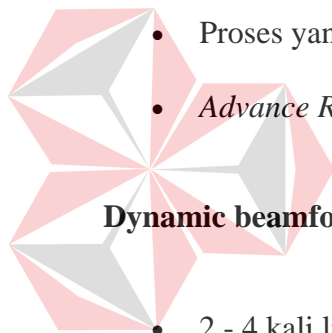 • Proses yan
• Advance R
Dynamic beamfo
• 2 - 4 kali l